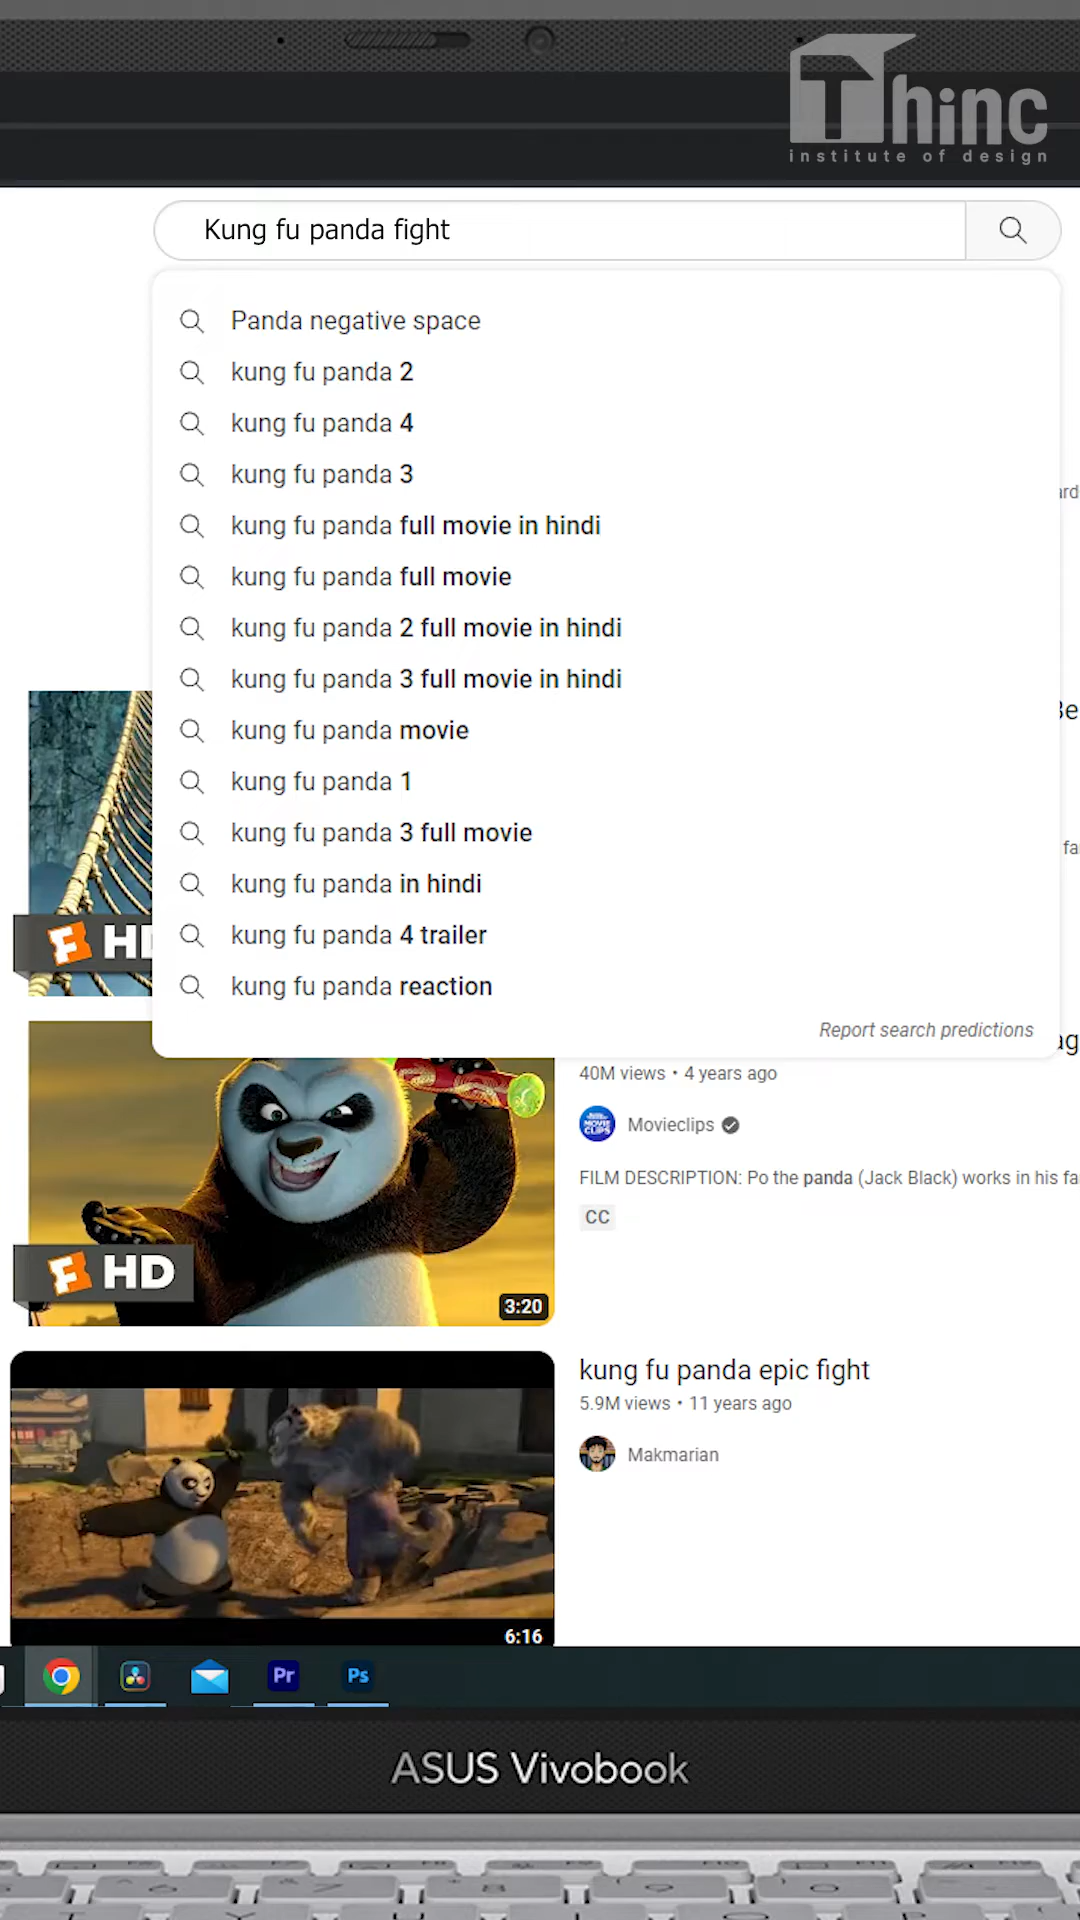 Thinc
institute of design
Kung fu panda fight
Panda negative space
kung fu panda 2
kung fu panda 4
kung fu panda 3
kung fu panda full movie in hindi
kung fu panda full movie
kung fu panda 2 full movie in hindi
kung fu panda 3 full movie in hindi
kung fu panda movie
kung fu panda 1
kung fu panda 3 full movie
kung fu panda in hindi
kung fu panda 4 trailer
kung fu panda reaction
Report search predictions
F HD
40M views • 4 years ago
MOVIE CLIPS
Movieclips
FILM DESCRIPTION: Po the panda (Jack Black) works in his fa
CC
F HD
3:20
kung fu panda epic fight
5.9M views • 11 years ago
Makmarian
6:16
Pr
Ps
ASUS Vivobook